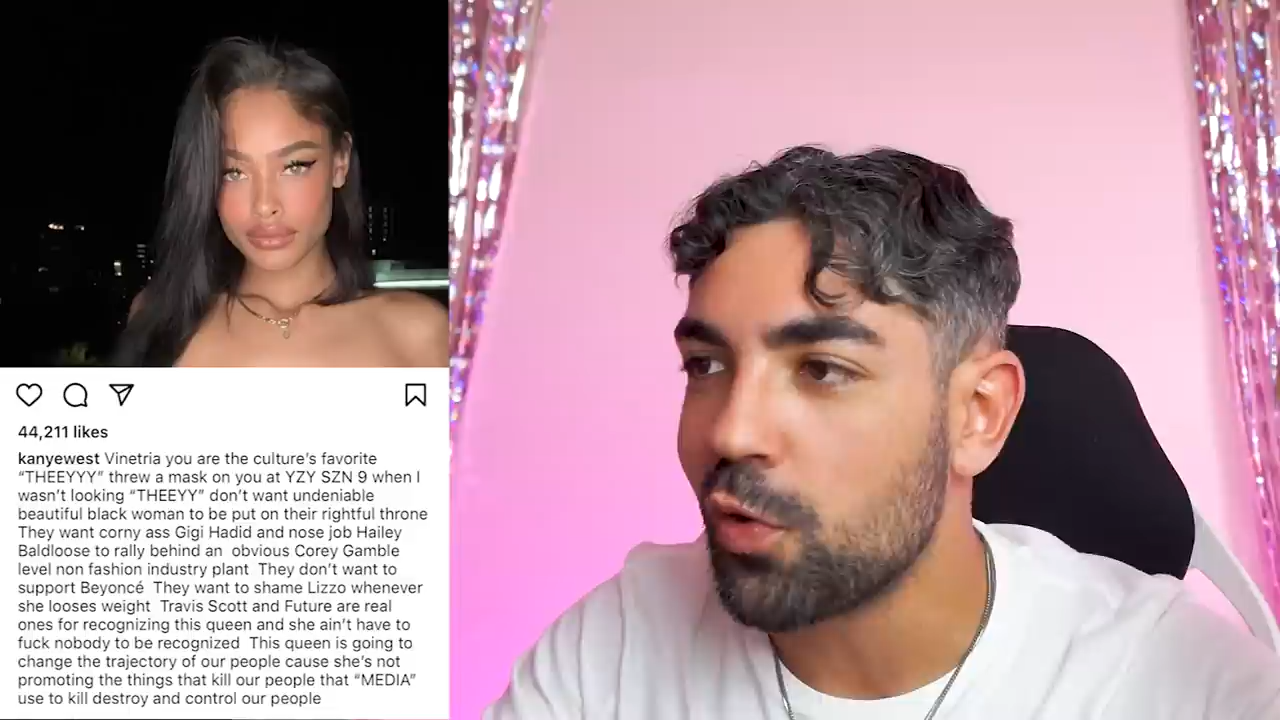 44,211 likes
kanyewest Vinetria you are the culture's favorite
“THEEYYY” threw a mask on you at YZY SZN 9 when I
wasn't looking “THEEYY” don't want undeniable
beautiful black woman to be put on their rightful throne
They want corny ass Gigi Hadid and nose job Hailey
Baldloose to rally behind an  obvious Corey Gamble
level non fashion industry plant  They don't want to
support Beyoncé  They want to shame Lizzo whenever
she looses weight  Travis Scott and Future are real
ones for recognizing this queen and she ain't have to
fuck nobody to be recognized  This queen is going to
change the trajectory of our people cause she's not
promoting the things that kill our people that “MEDIA”
use to kill destroy and control our people